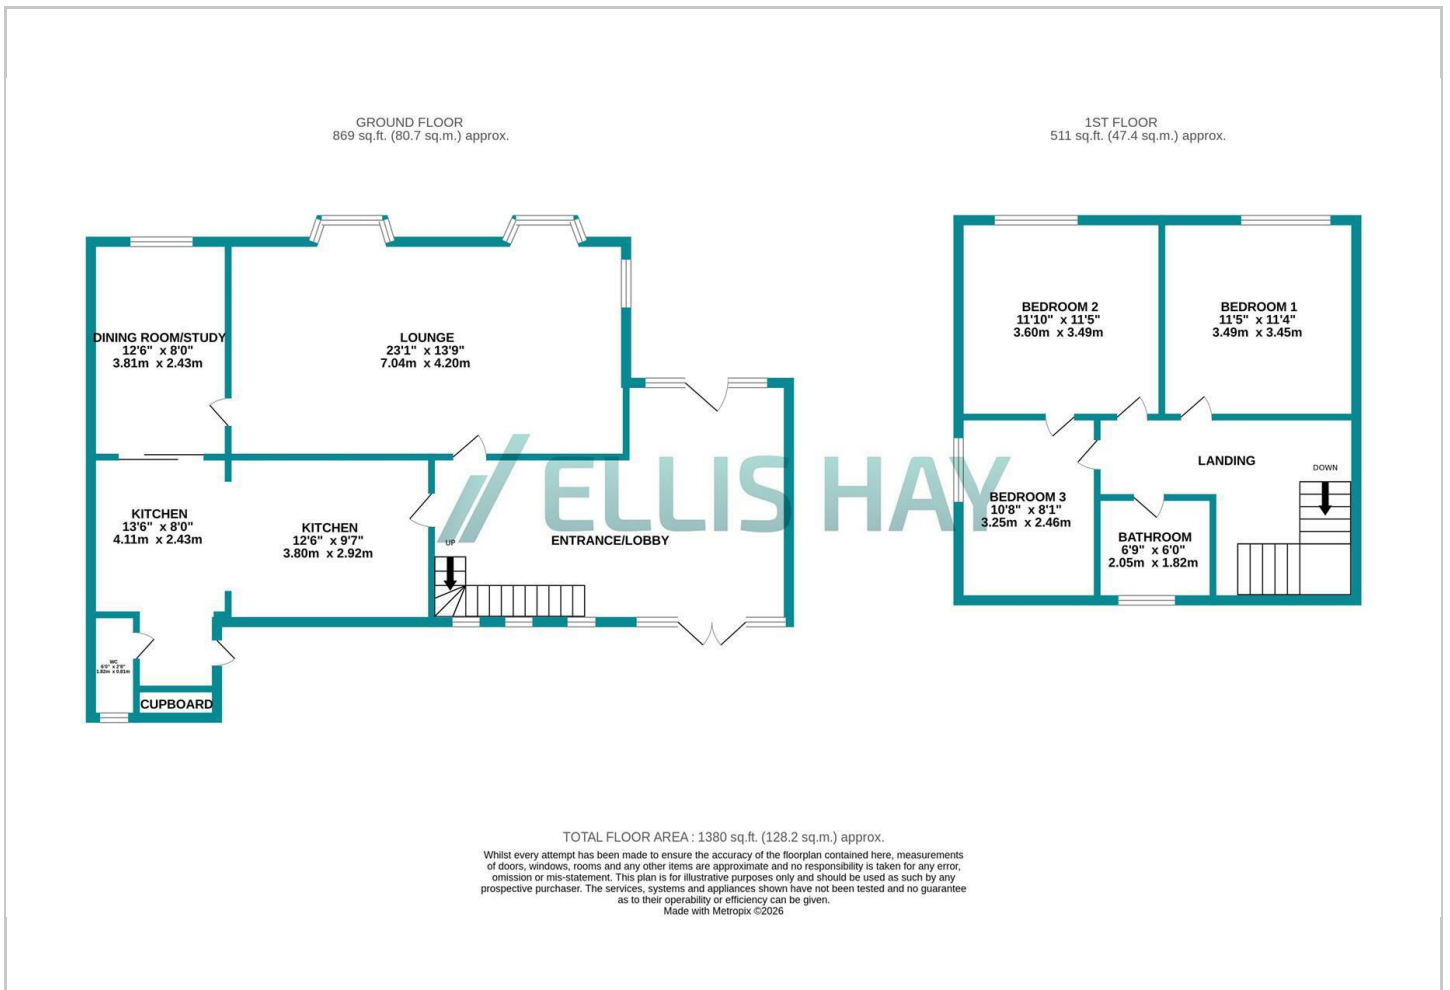 GROUND FLOOR
869 sq.ft. (80.7 sq.m.) approx.
1ST FLOOR
511 sq.ft. (47.4 sq.m.) approx.
DINING ROOM/STUDY
12'6" x 8'0"
3.81m x 2.43m
LOUNGE
23'1" x 13'9"
7.04m x 4.20m
KITCHEN
13'6" x 8'0"
4.11m x 2.43m
KITCHEN
12'6" x 9'7"
3.80m x 2.92m
UP
ENTRANCE/LOBBY
WC
6'0" x 2'8"
1.82m x 0.81m
CUPBOARD
BEDROOM 2
11'10" x 11'5"
3.60m x 3.49m
BEDROOM 1
11'5" x 11'4"
3.49m x 3.45m
BEDROOM 3
10'8" x 8'1"
3.25m x 2.46m
LANDING
DOWN
BATHROOM
6'9" x 6'0"
2.05m x 1.82m
ELLIS HAY
TOTAL FLOOR AREA : 1380 sq.ft. (128.2 sq.m.) approx.
Whilst every attempt has been made to ensure the accuracy of the floorplan contained here, measurements
of doors, windows, rooms and any other items are approximate and no responsibility is taken for any error,
omission or mis-statement. This plan is for illustrative purposes only and should be used as such by any
prospective purchaser. The services, systems and appliances shown have not been tested and no guarantee
as to their operability or efficiency can be given.
Made with Metropix ©2026